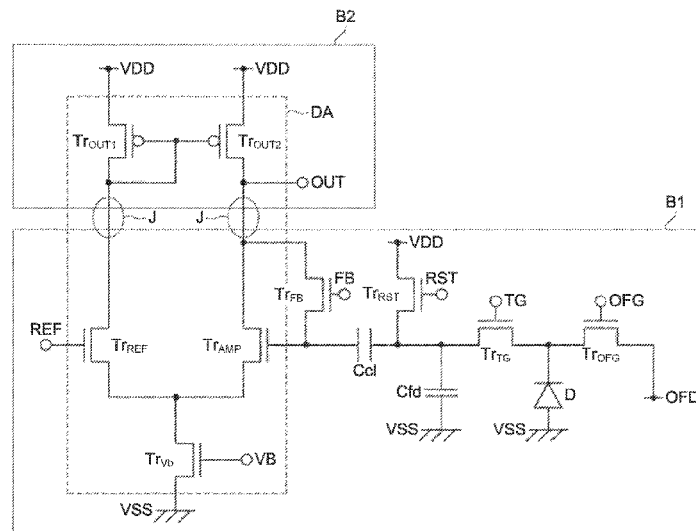 B2
VDD VDD
DA
TrOUT1 TrOUT2
OUT
J J
B1
VDD
FB RST
TrFB TrRST
TG OFG
REF
TrREF TrAMP
Ccl
TrTG TrOFG
Cfd D
OFD
VSS VSS
TrVb VB
VSS